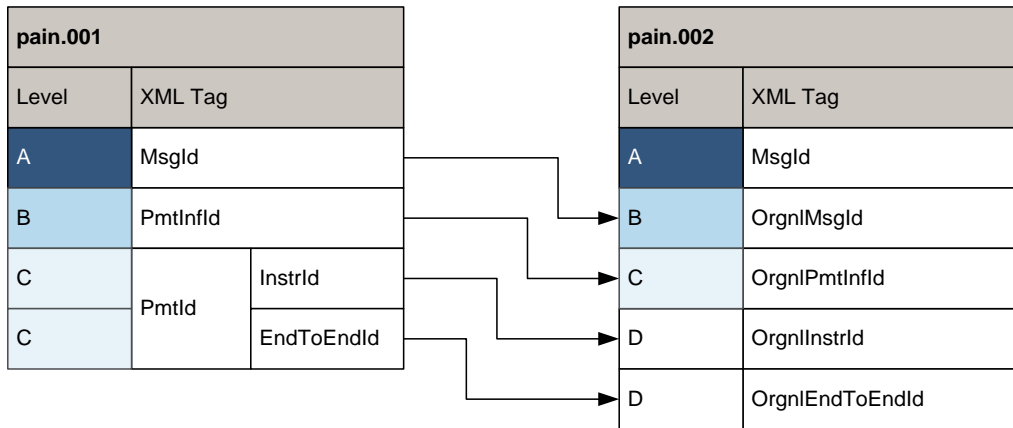 pain.001
Level XML Tag
A MsgId
B PmtInfId
C PmtId InstrId
C EndToEndId
pain.002
Level XML Tag
A MsgId
B OrgnlMsgId
C OrgnlPmtInfId
D OrgnlInstrId
D OrgnlEndToEndId